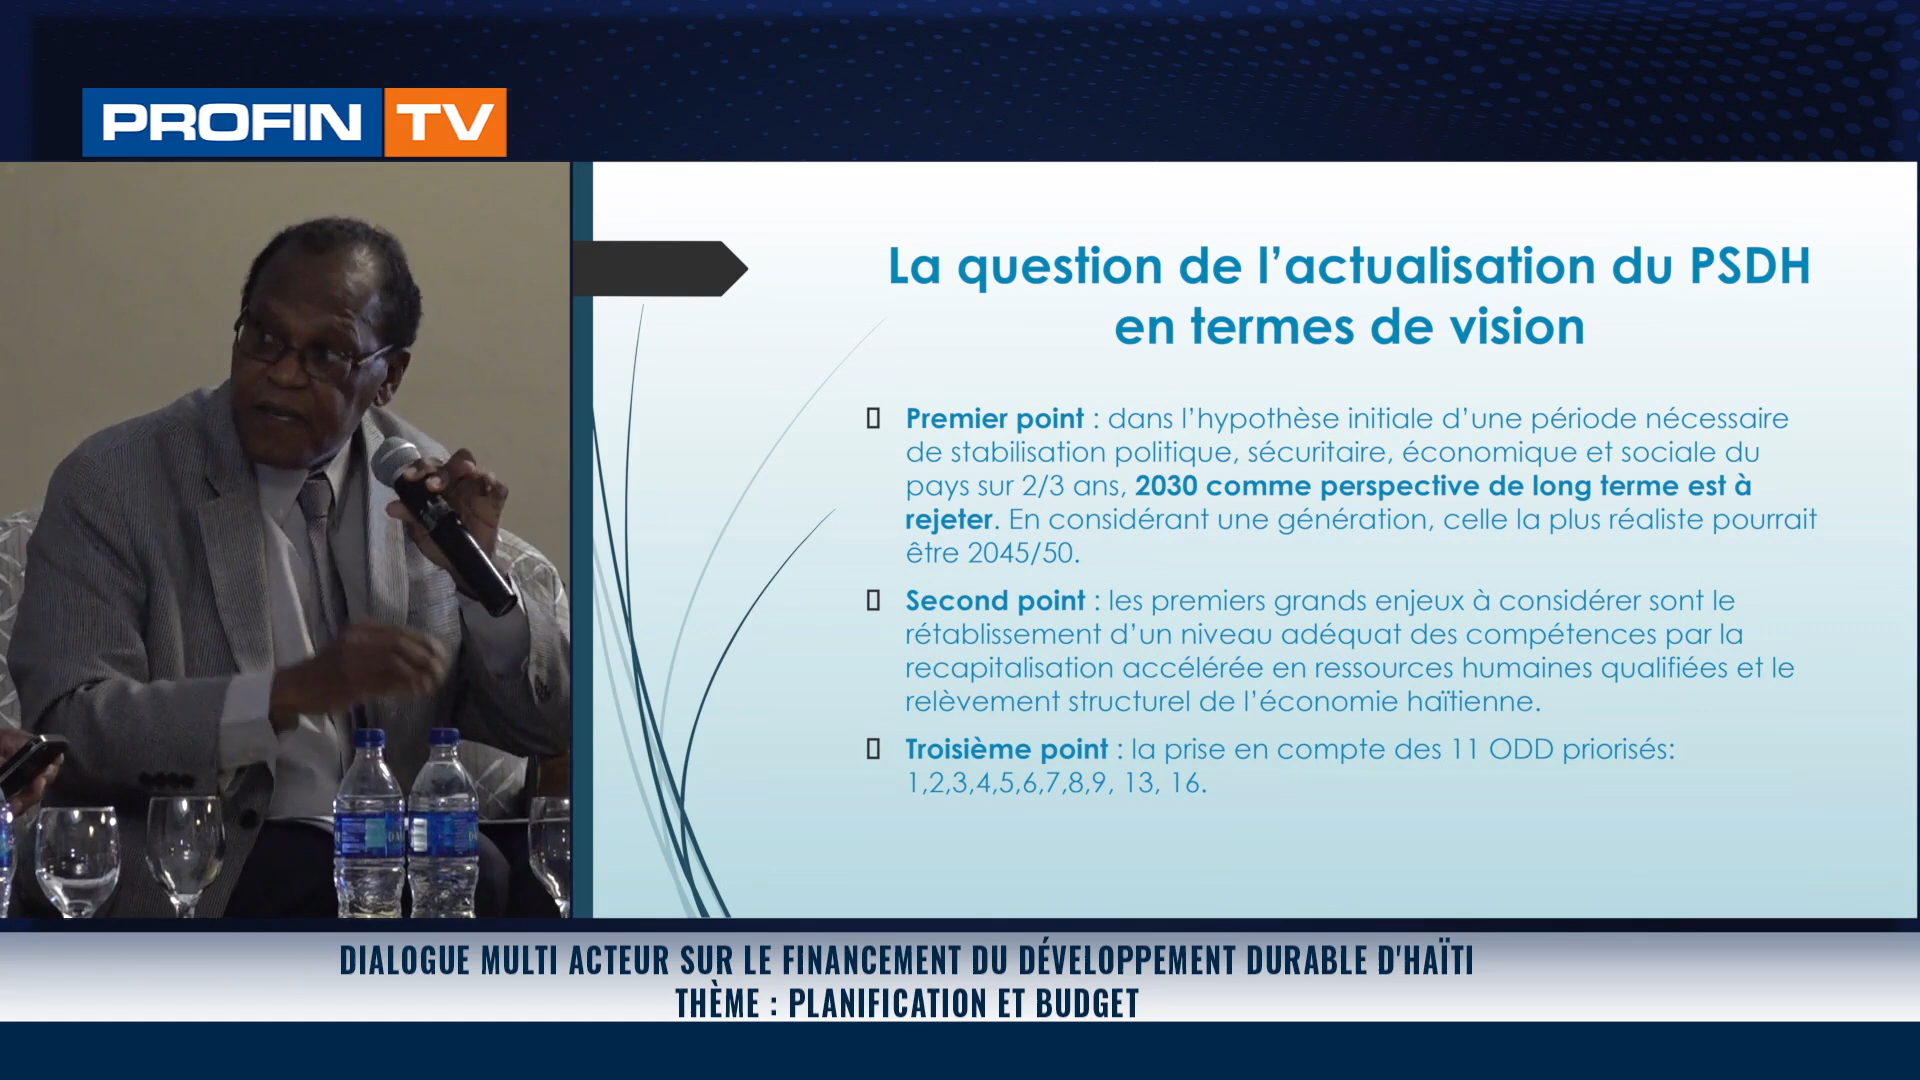 PROFIN TV
La question de l’actualisation du PSDH
en termes de vision
Premier point : dans l’hypothèse initiale d’une période nécessaire
de stabilisation politique, sécuritaire, économique et sociale du
pays sur 2/3 ans, 2030 comme perspective de long terme est à
rejeter. En considérant une génération, celle la plus réaliste pourrait
être 2045/50.
Second point : les premiers grands enjeux à considérer sont le
rétablissement d’un niveau adéquat des compétences par la
recapitalisation accélérée en ressources humaines qualifiées et le
relèvement structurel de l’économie haïtienne.
Troisième point : la prise en compte des 11 ODD priorisés:
1,2,3,4,5,6,7,8,9, 13, 16.
DIALOGUE MULTI ACTEUR SUR LE FINANCEMENT DU DÉVELOPPEMENT DURABLE D'HAÏTI
THÈME : PLANIFICATION ET BUDGET